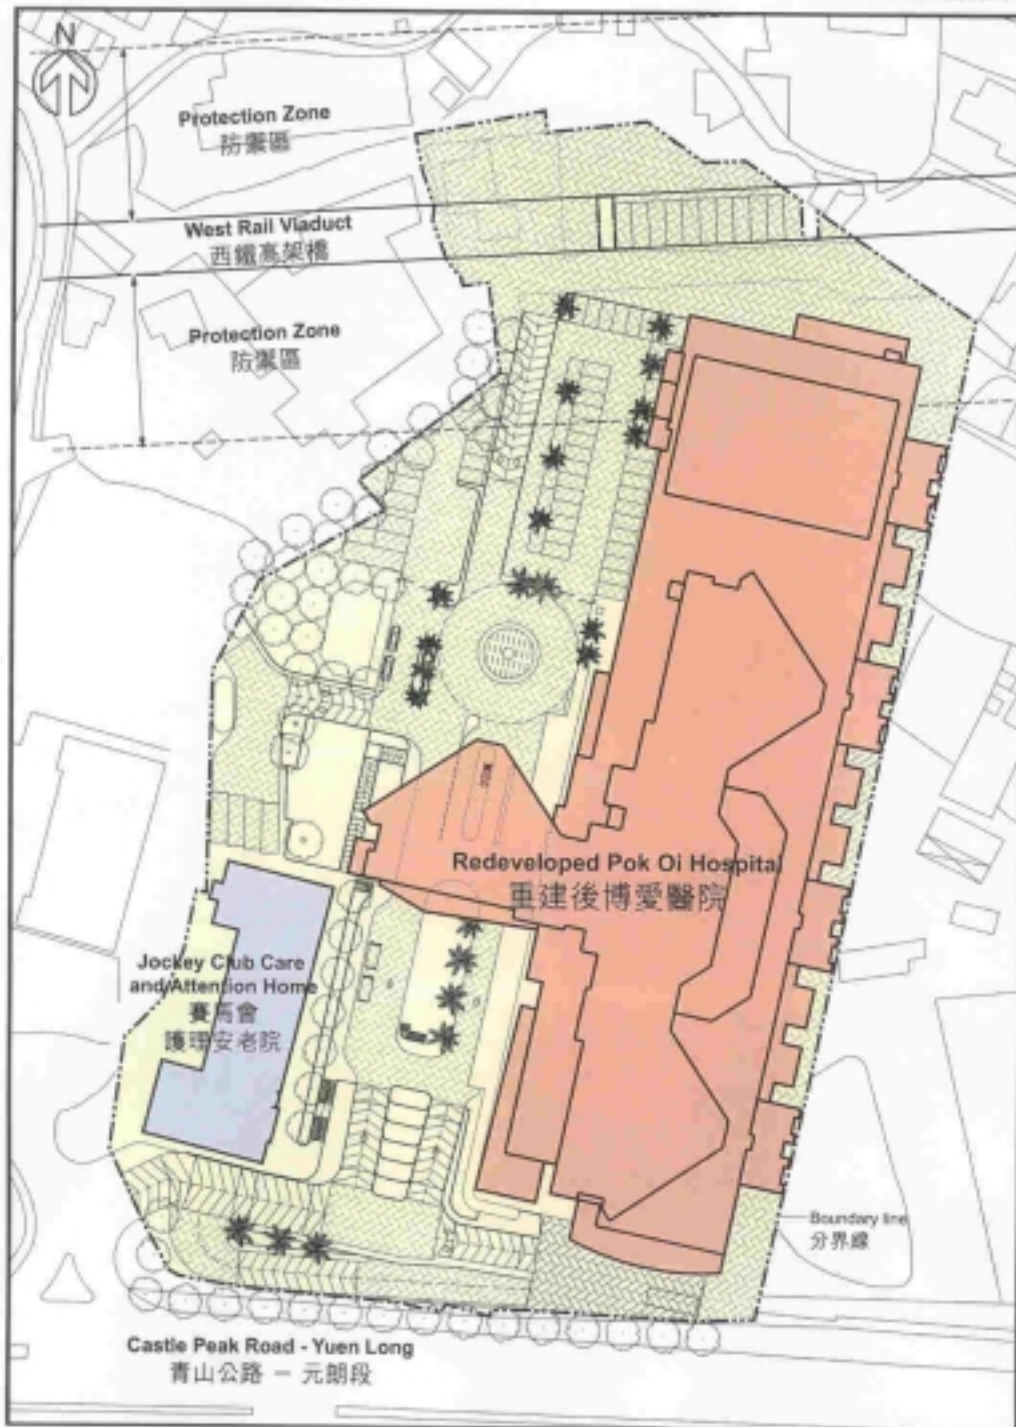 N
Protection Zone
防禦區
West Rail Viaduct
西鐵高架橋
Protection Zone
防禦區
Redeveloped Pok Oi Hospital
重建後博愛醫院
Jockey Club Care
and Attention Home
賽馬會
護理安老院
Boundary line
分界線
Castle Peak Road - Yuen Long
青山公路 － 元朗段